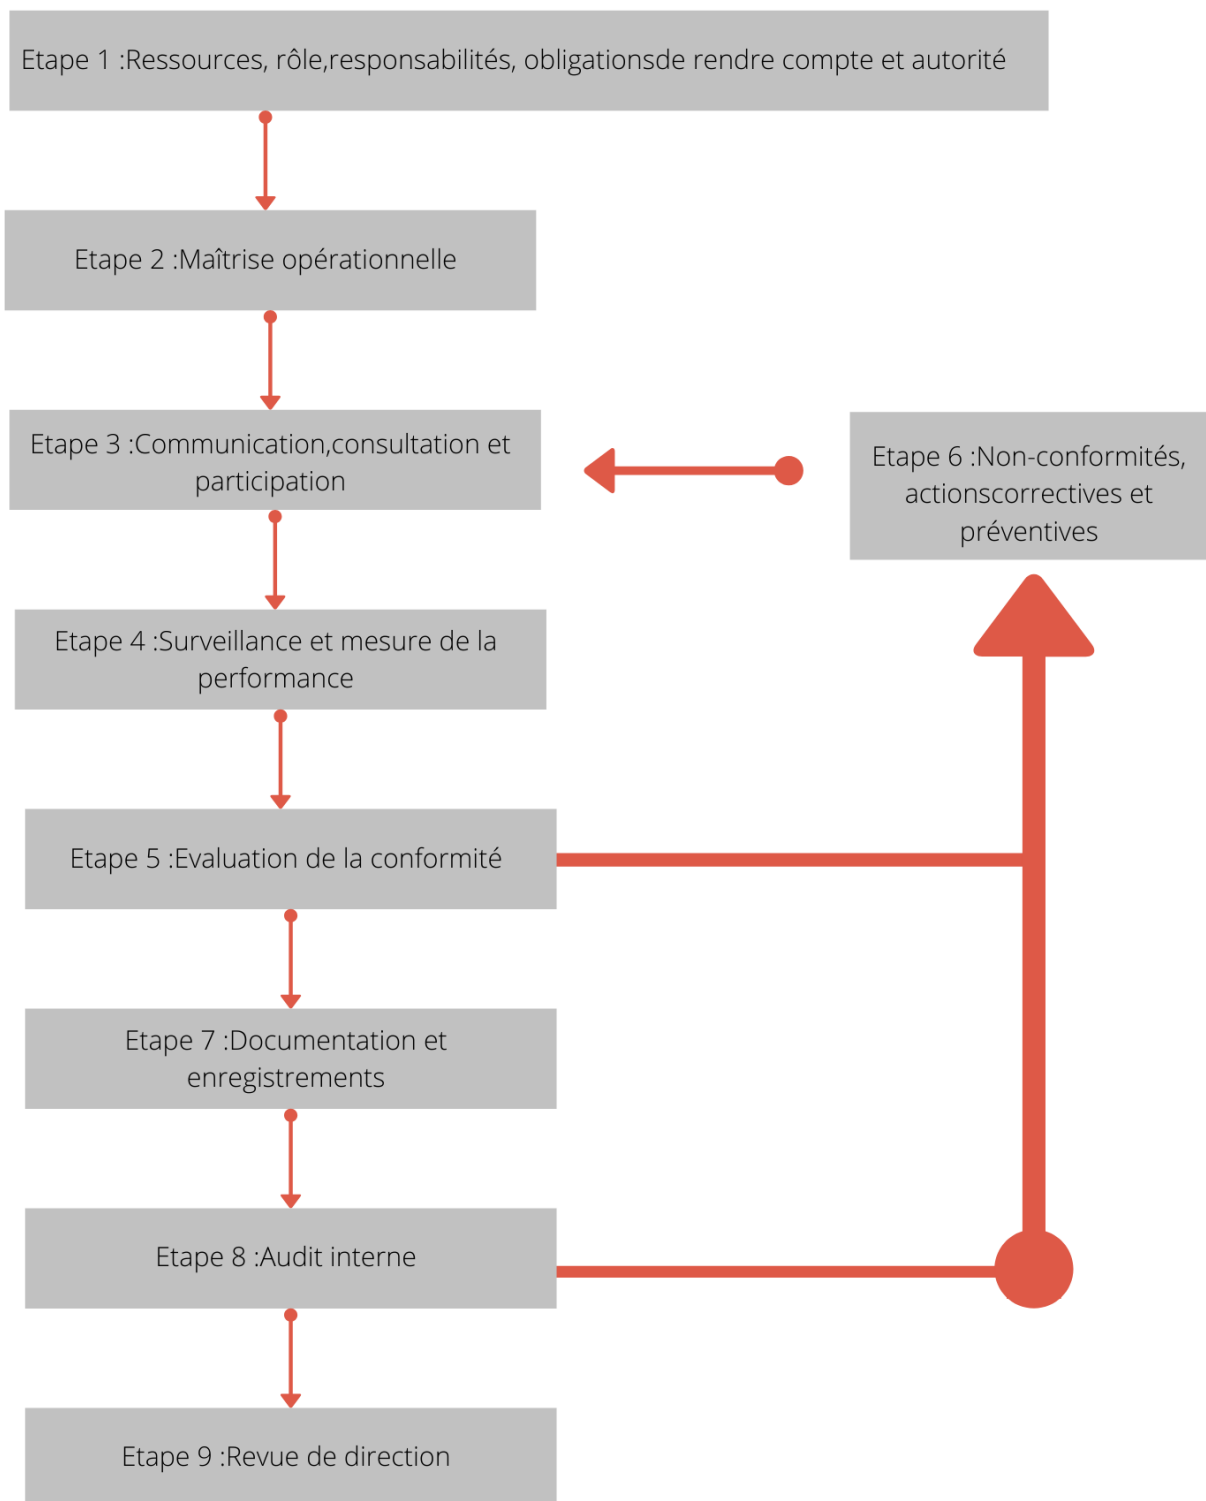 Etape 1 :Ressources, rôle,responsabilités, obligationsde rendre compte et autorité
Etape 2 :Maîtrise opérationnelle
Etape 3 :Communication,consultation et
participation
Etape 4 :Surveillance et mesure de la
performance
Etape 5 :Evaluation de la conformité
Etape 6 :Non-conformités,
actionscorrectives et
préventives
Etape 7 :Documentation et
enregistrements
Etape 8 :Audit interne
Etape 9 :Revue de direction